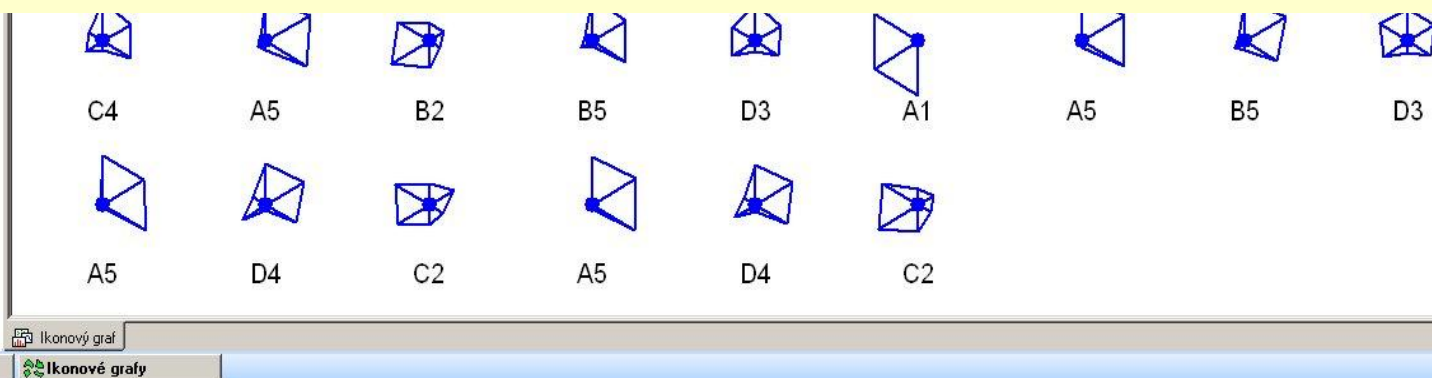 C4 A5 B2 B5 D3 A1 A5 B5 D3
A5 D4 C2 A5 D4 C2
Ikonový graf
Ikonové grafy